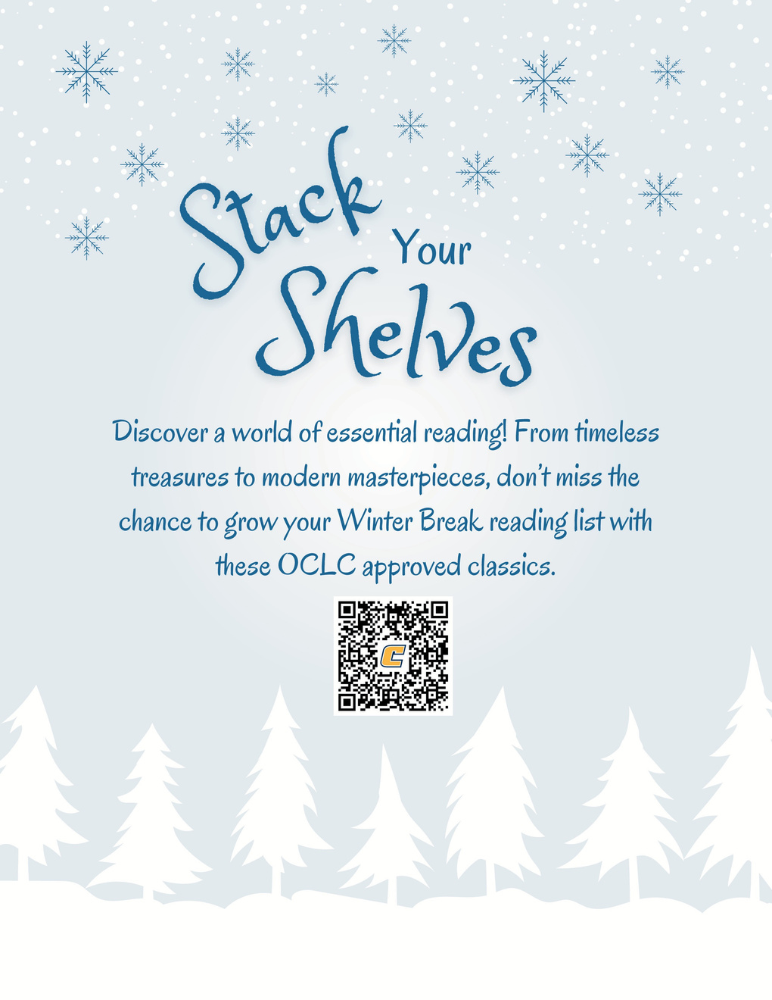 Stack
Your
Shelves
Discover a world of essential reading! From timeless
treasures to modern masterpieces, don't miss the
chance to grow your Winter Break reading list with
these OCLC approved classics.
C